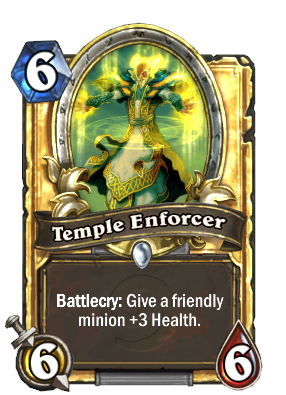 6
Temple Enforcer
Battlecry: Give a friendly
minion +3 Health.
6
6